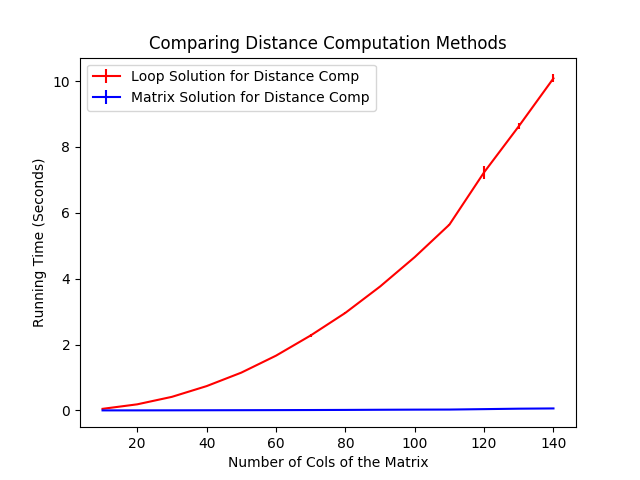 Comparing Distance Computation Methods
Loop Solution for Distance Comp
Matrix Solution for Distance Comp
Running Time (Seconds)
10
8
6
4
2
0
20 40 60 80 100 120 140
Number of Cols of the Matrix